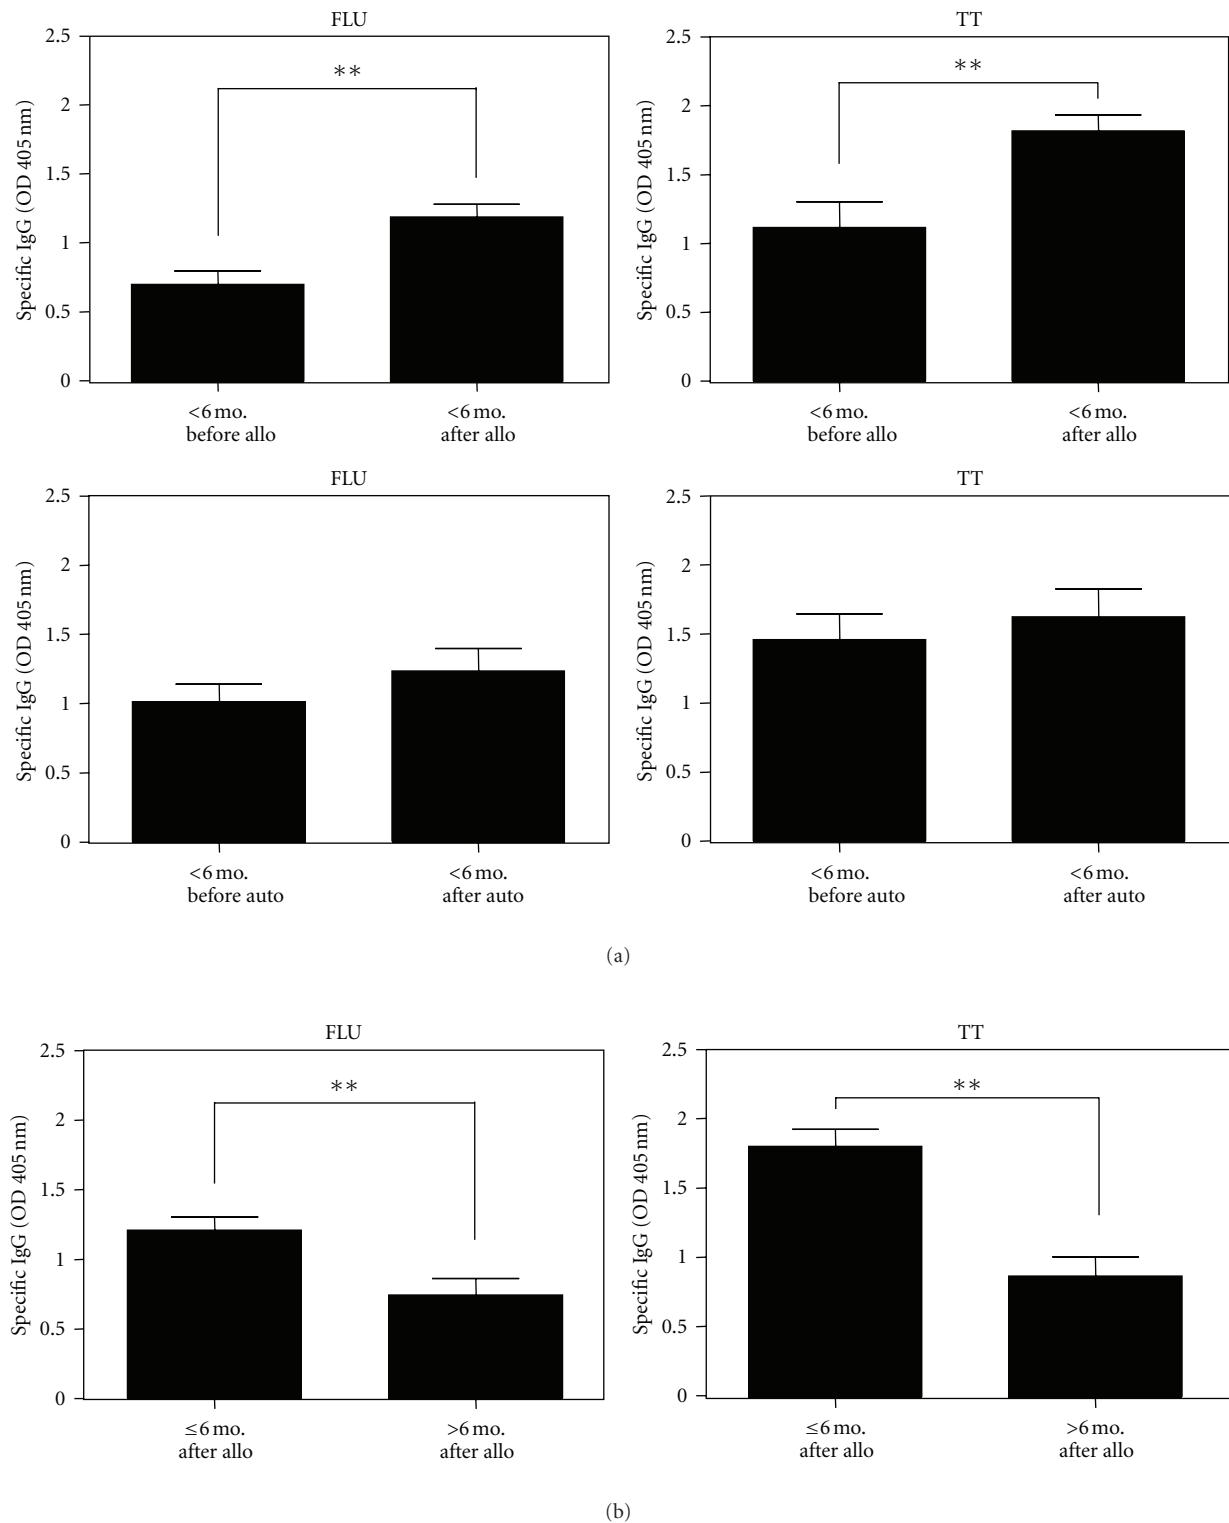 FLU
Specific IgG (OD 405 nm)
2.5
2
1.5
1
0.5
0
**
<6 mo.
before allo
<6 mo.
after allo
TT
Specific IgG (OD 405 nm)
2.5
2
1.5
1
0.5
0
**
<6 mo.
before allo
<6 mo.
after allo
FLU
Specific IgG (OD 405 nm)
2.5
2
1.5
1
0.5
0
<6 mo.
before auto
<6 mo.
after auto
TT
Specific IgG (OD 405 nm)
2.5
2
1.5
1
0.5
0
<6 mo.
before auto
<6 mo.
after auto
(a)
FLU
Specific IgG (OD 405 nm)
2.5
2
1.5
1
0.5
0
**
≤6 mo.
after allo
>6 mo.
after allo
TT
Specific IgG (OD 405 nm)
2.5
2
1.5
1
0.5
0
**
≤6 mo.
after allo
>6 mo.
after allo
(b)